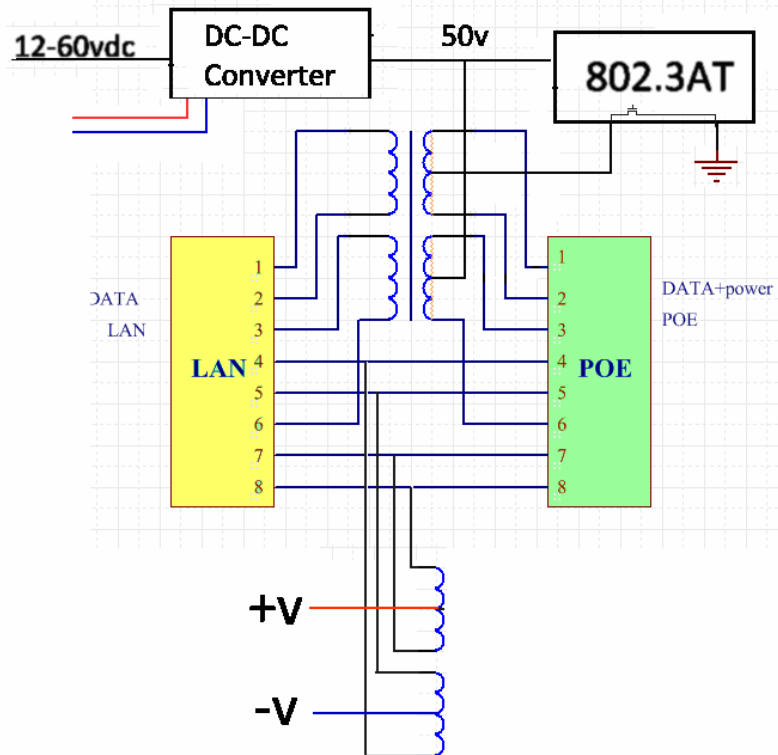 12-60vdc
DC-DC
Converter
50v
802.3AT
1
2
3
4
5
6
7
8
DATA
LAN
LAN
1
2
3
4
5
6
7
8
POE
DATA+power
POE
+v
-v